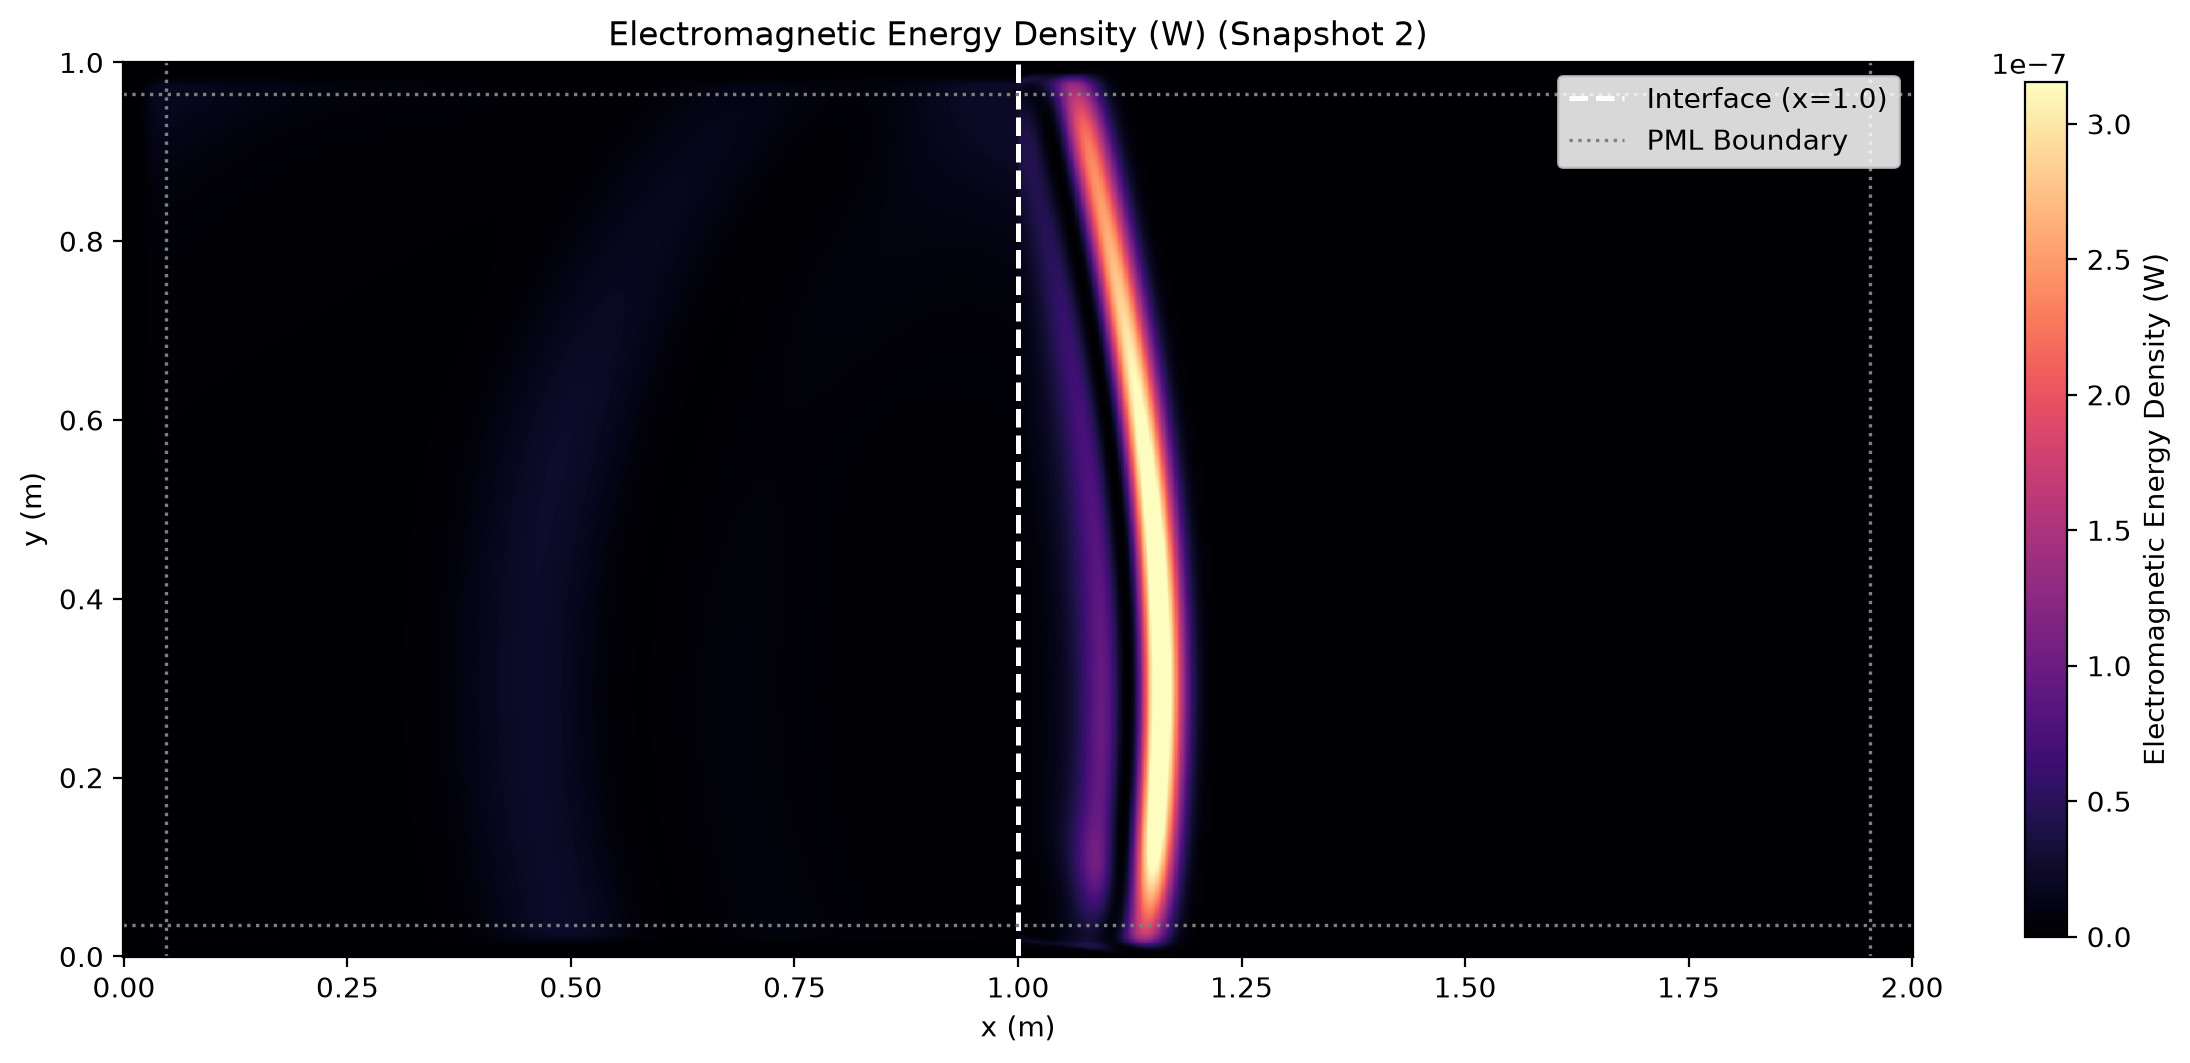 Electromagnetic Energy Density (W) (Snapshot 2)
1.0
0.8
0.6
0.4
0.2
0.0
y (m)
Interface (x=1.0)
PML Boundary
0.00 0.25 0.50 0.75 1.00 1.25 1.50 1.75 2.00
x (m)
1e−7
3.0
2.5
2.0
1.5
1.0
0.5
0.0
Electromagnetic Energy Density (W)